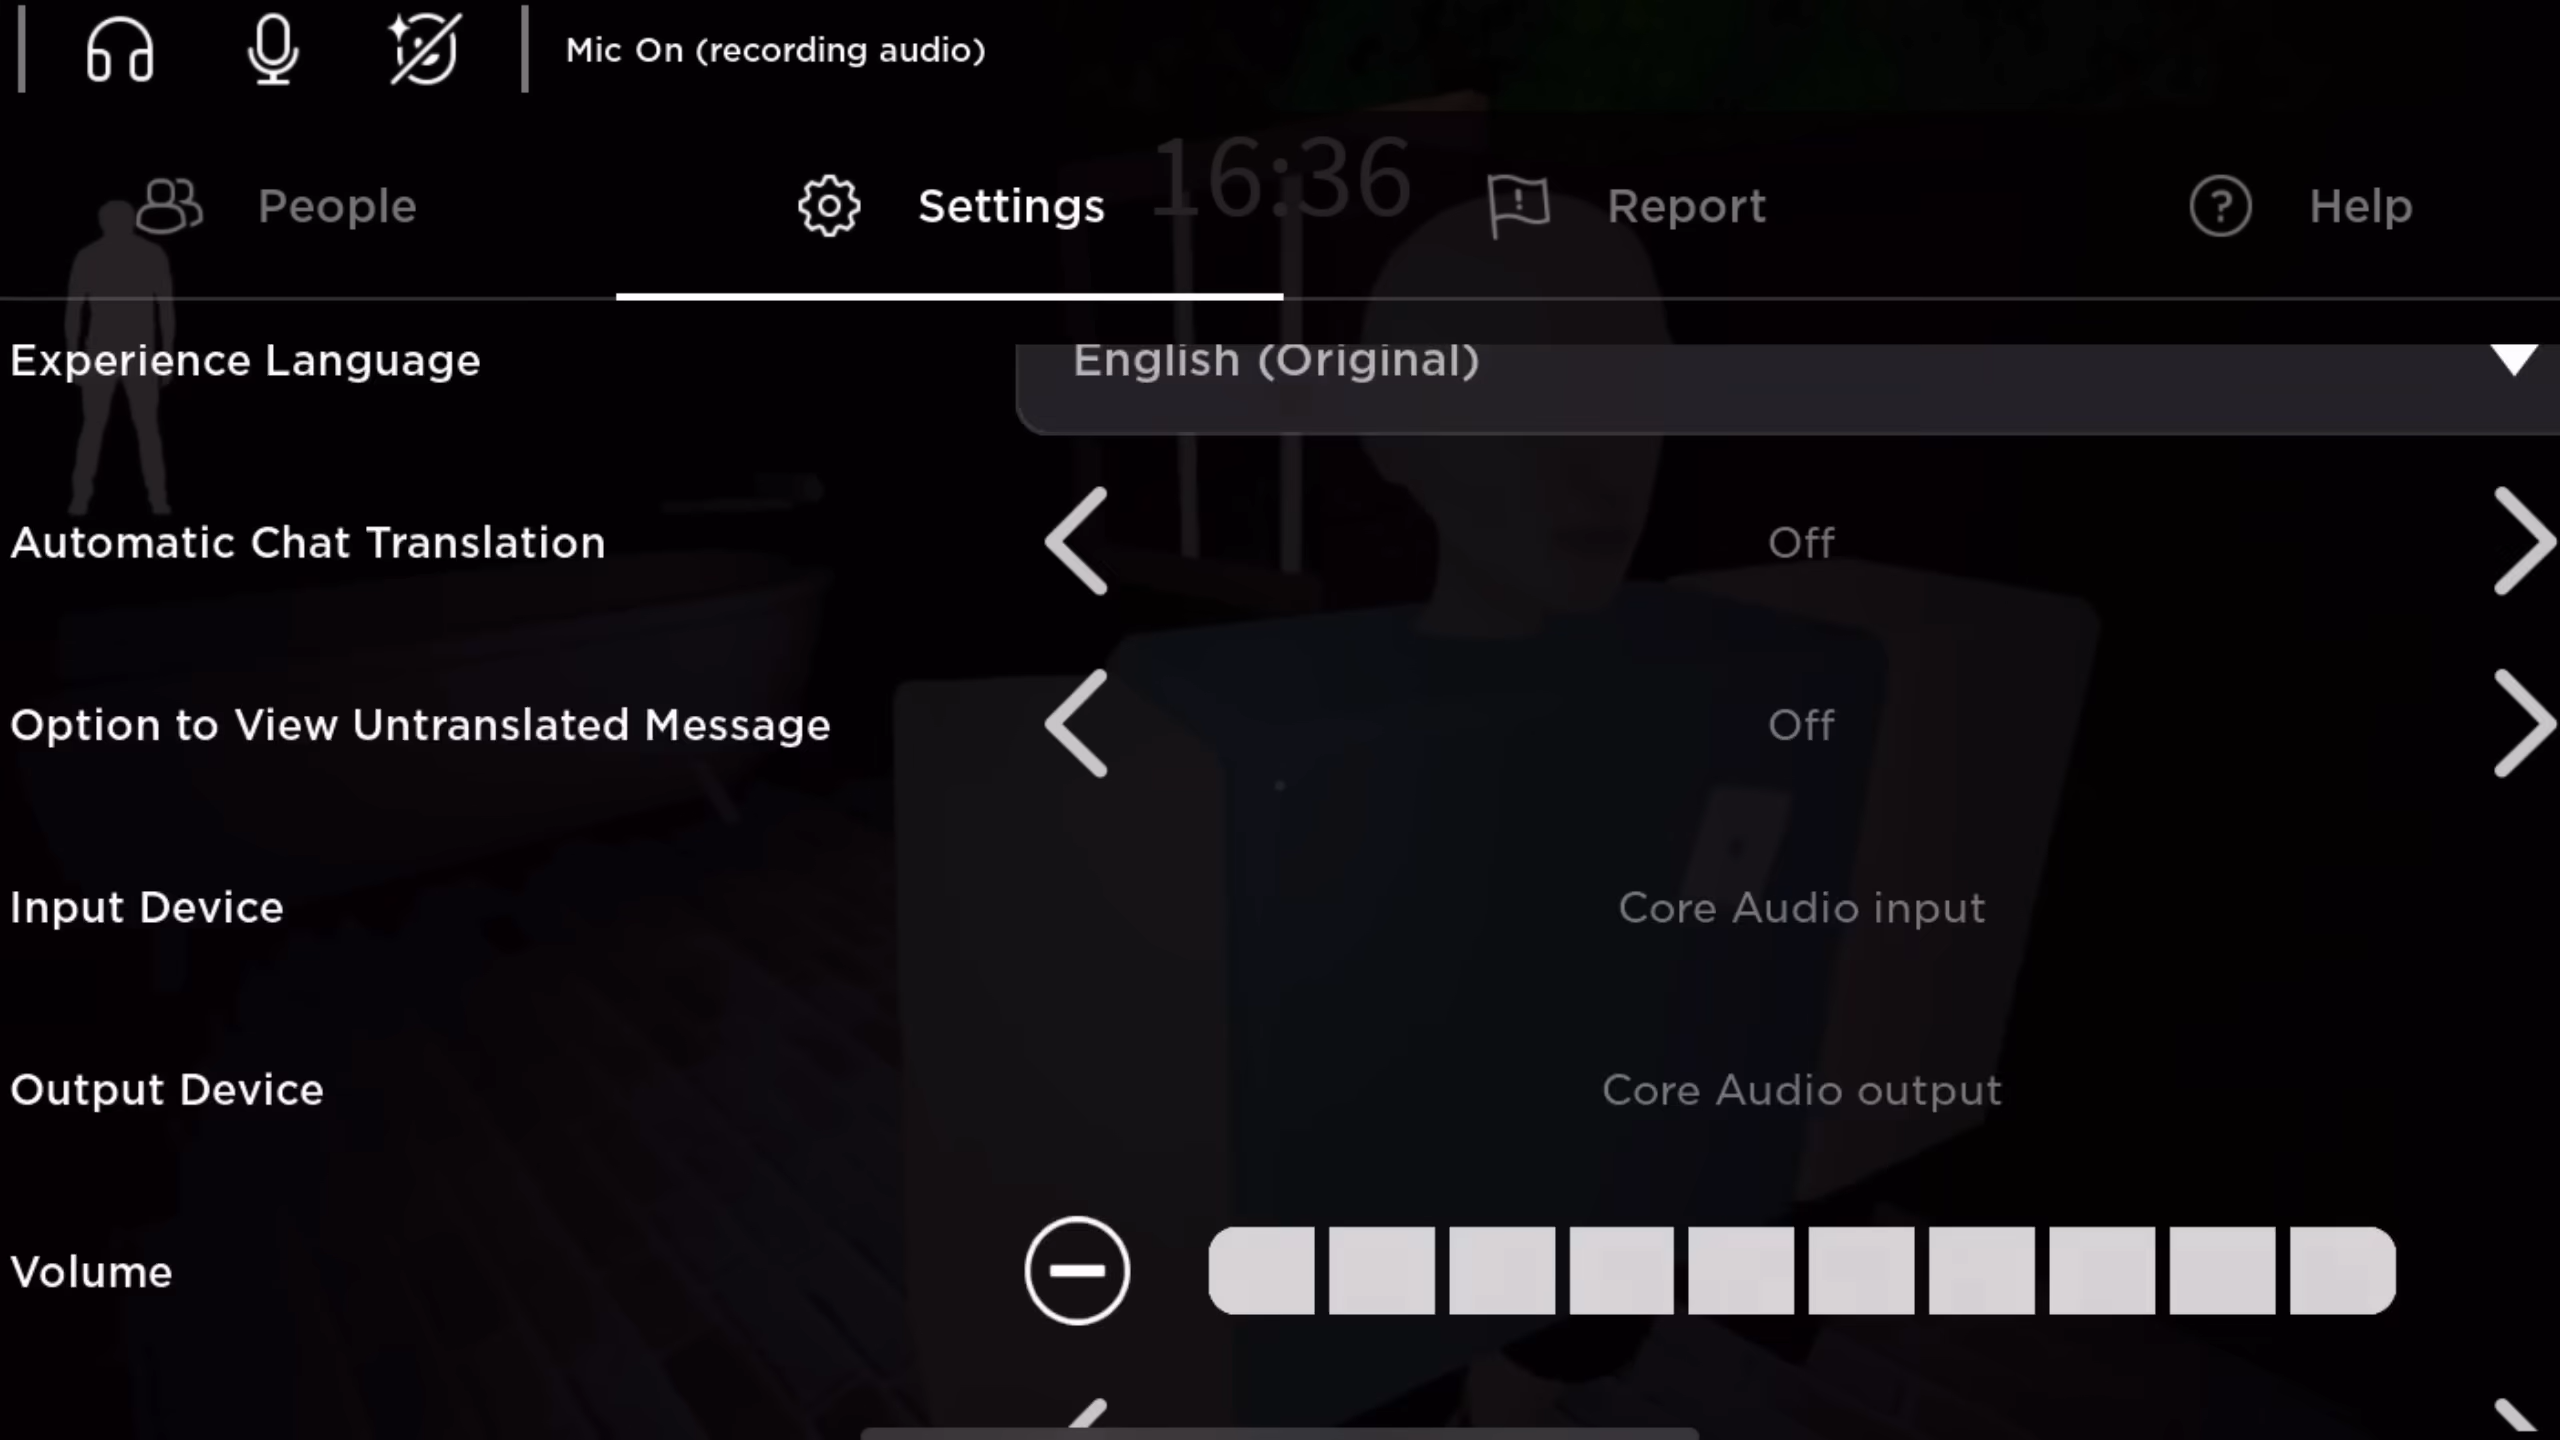 Mic On (recording audio)
16:36
People
Settings
Report
Help
Experience Language
English (Original)
Automatic Chat Translation
Off
Option to View Untranslated Message
Off
Input Device
Core Audio input
Output Device
Core Audio output
Volume